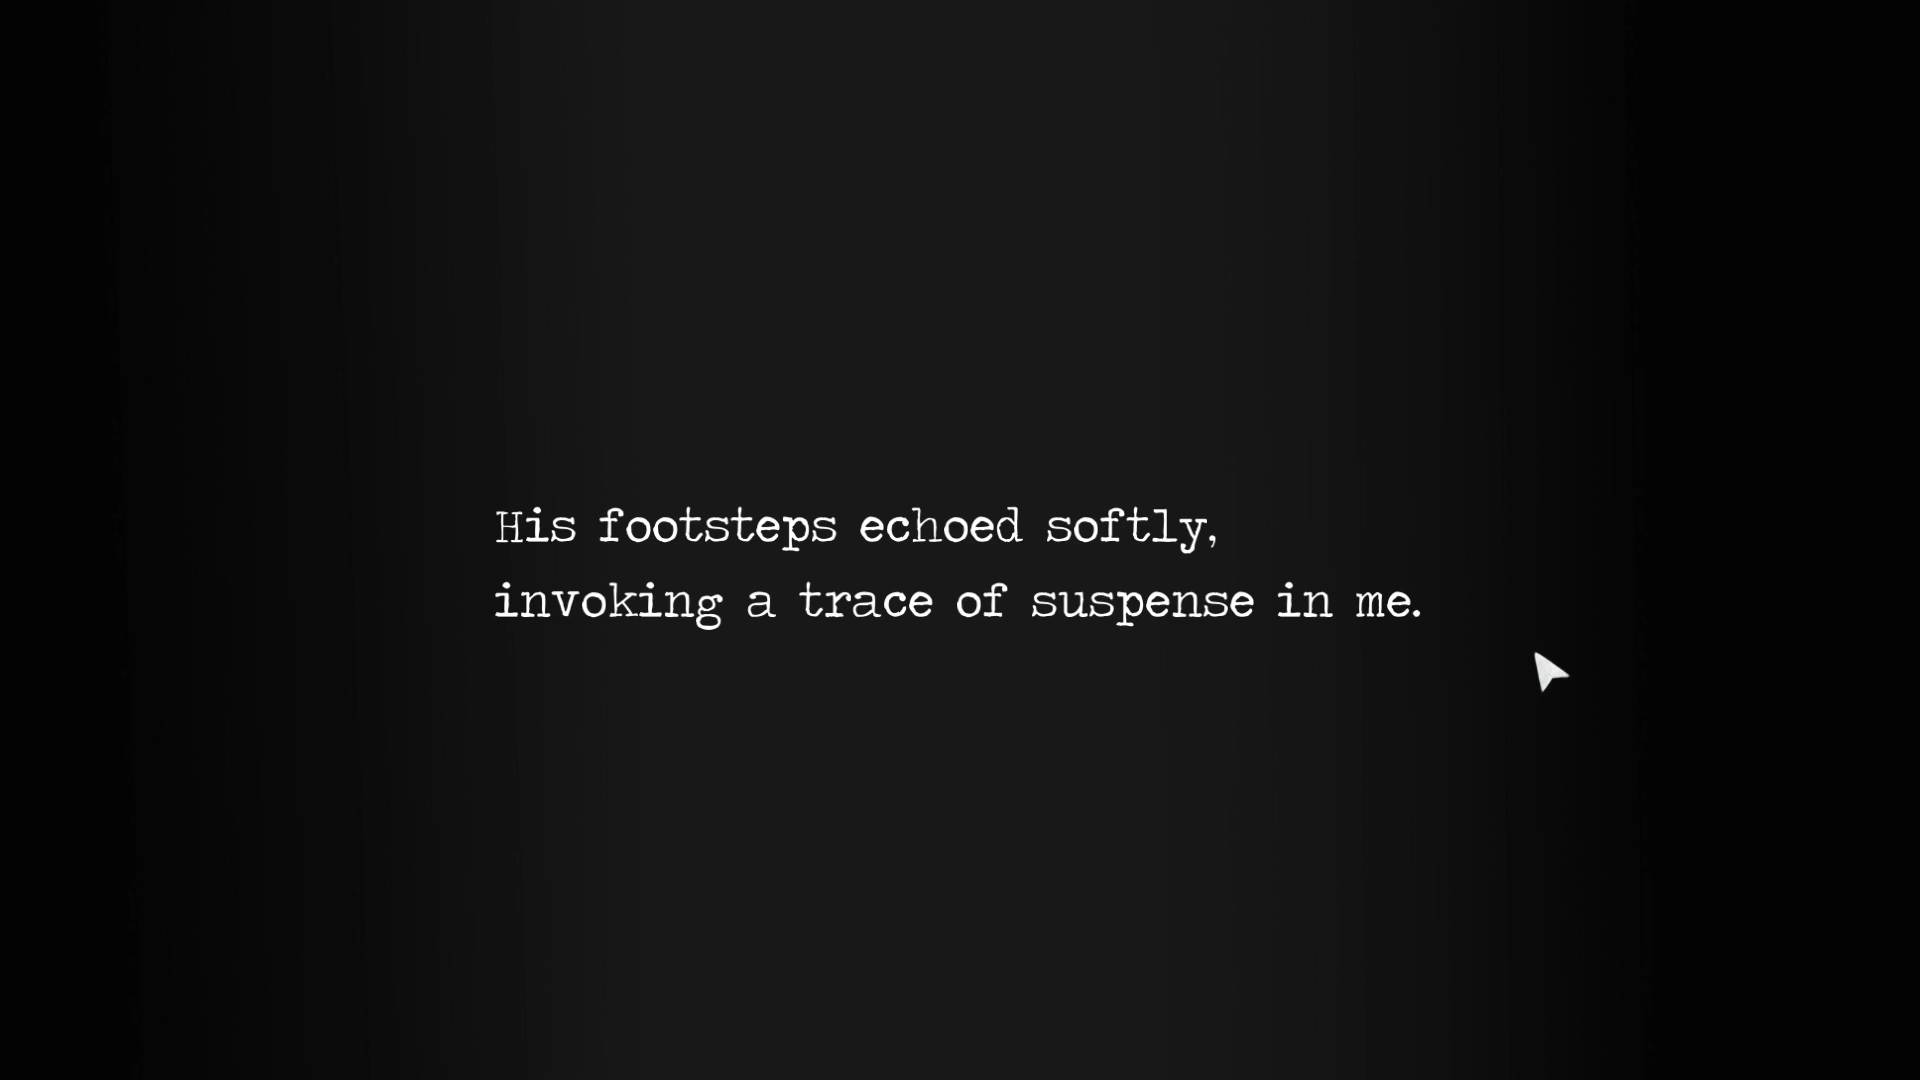 His footsteps echoed softly,
invoking a trace of suspense in me.